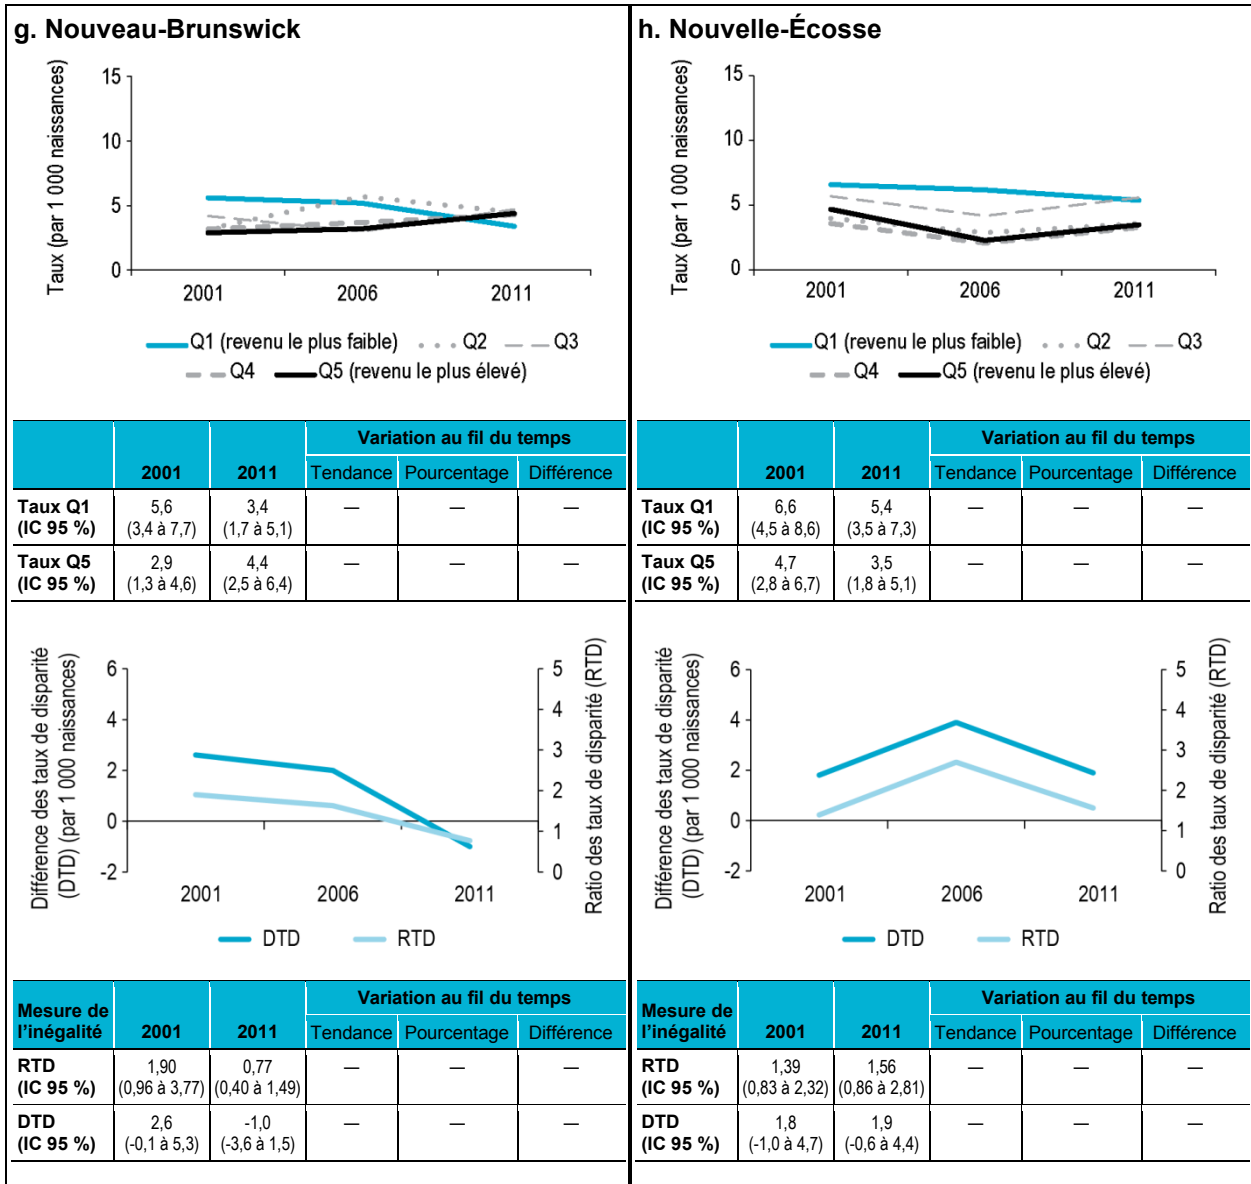 g. Nouveau-Brunswick
Taux (par 1 000 naissances)
15
10
5
0
2001 2006 2011
Q1 (revenu le plus faible) Q2 Q3
Q4 Q5 (revenu le plus élevé)
Variation au fil du temps
2001 2011 Tendance Pourcentage Différence
Taux Q1 5,6 3,4 — — —
(IC 95 %) (3,4 à 7,7) (1,7 à 5,1)
Taux Q5 2,9 4,4 — — —
(IC 95 %) (1,3 à 4,6) (2,5 à 6,4)
Différence des taux de disparité
(DTD) (par 1 000 naissances)
6
4
2
0
-2
5
4
3
2
1
0
Ratio des taux de disparité (RTD)
2001 2006 2011
DTD RTD
Mesure de
l’inégalité 2001 2011
Variation au fil du temps
Tendance Pourcentage Différence
RTD 1,90 0,77 — — —
(IC 95 %) (0,96 à 3,77) (0,40 à 1,49)
DTD 2,6 -1,0 — — —
(IC 95 %) (-0,1 à 5,3) (-3,6 à 1,5)
h. Nouvelle-Écosse
Taux (par 1 000 naissances)
15
10
5
0
2001 2006 2011
Q1 (revenu le plus faible) Q2 Q3
Q4 Q5 (revenu le plus élevé)
Variation au fil du temps
2001 2011 Tendance Pourcentage Différence
Taux Q1 6,6 5,4 — — —
(IC 95 %) (4,5 à 8,6) (3,5 à 7,3)
Taux Q5 4,7 3,5 — — —
(IC 95 %) (2,8 à 6,7) (1,8 à 5,1)
Différence des taux de disparité
(DTD) (par 1 000 naissances)
6
4
2
0
-2
5
4
3
2
1
0
Ratio des taux de disparité (RTD)
2001 2006 2011
DTD RTD
Mesure de
l’inégalité 2001 2011
Variation au fil du temps
Tendance Pourcentage Différence
RTD 1,39 1,56 — — —
(IC 95 %) (0,83 à 2,32) (0,86 à 2,81)
DTD 1,8 1,9 — — —
(IC 95 %) (-1,0 à 4,7) (-0,6 à 4,4)